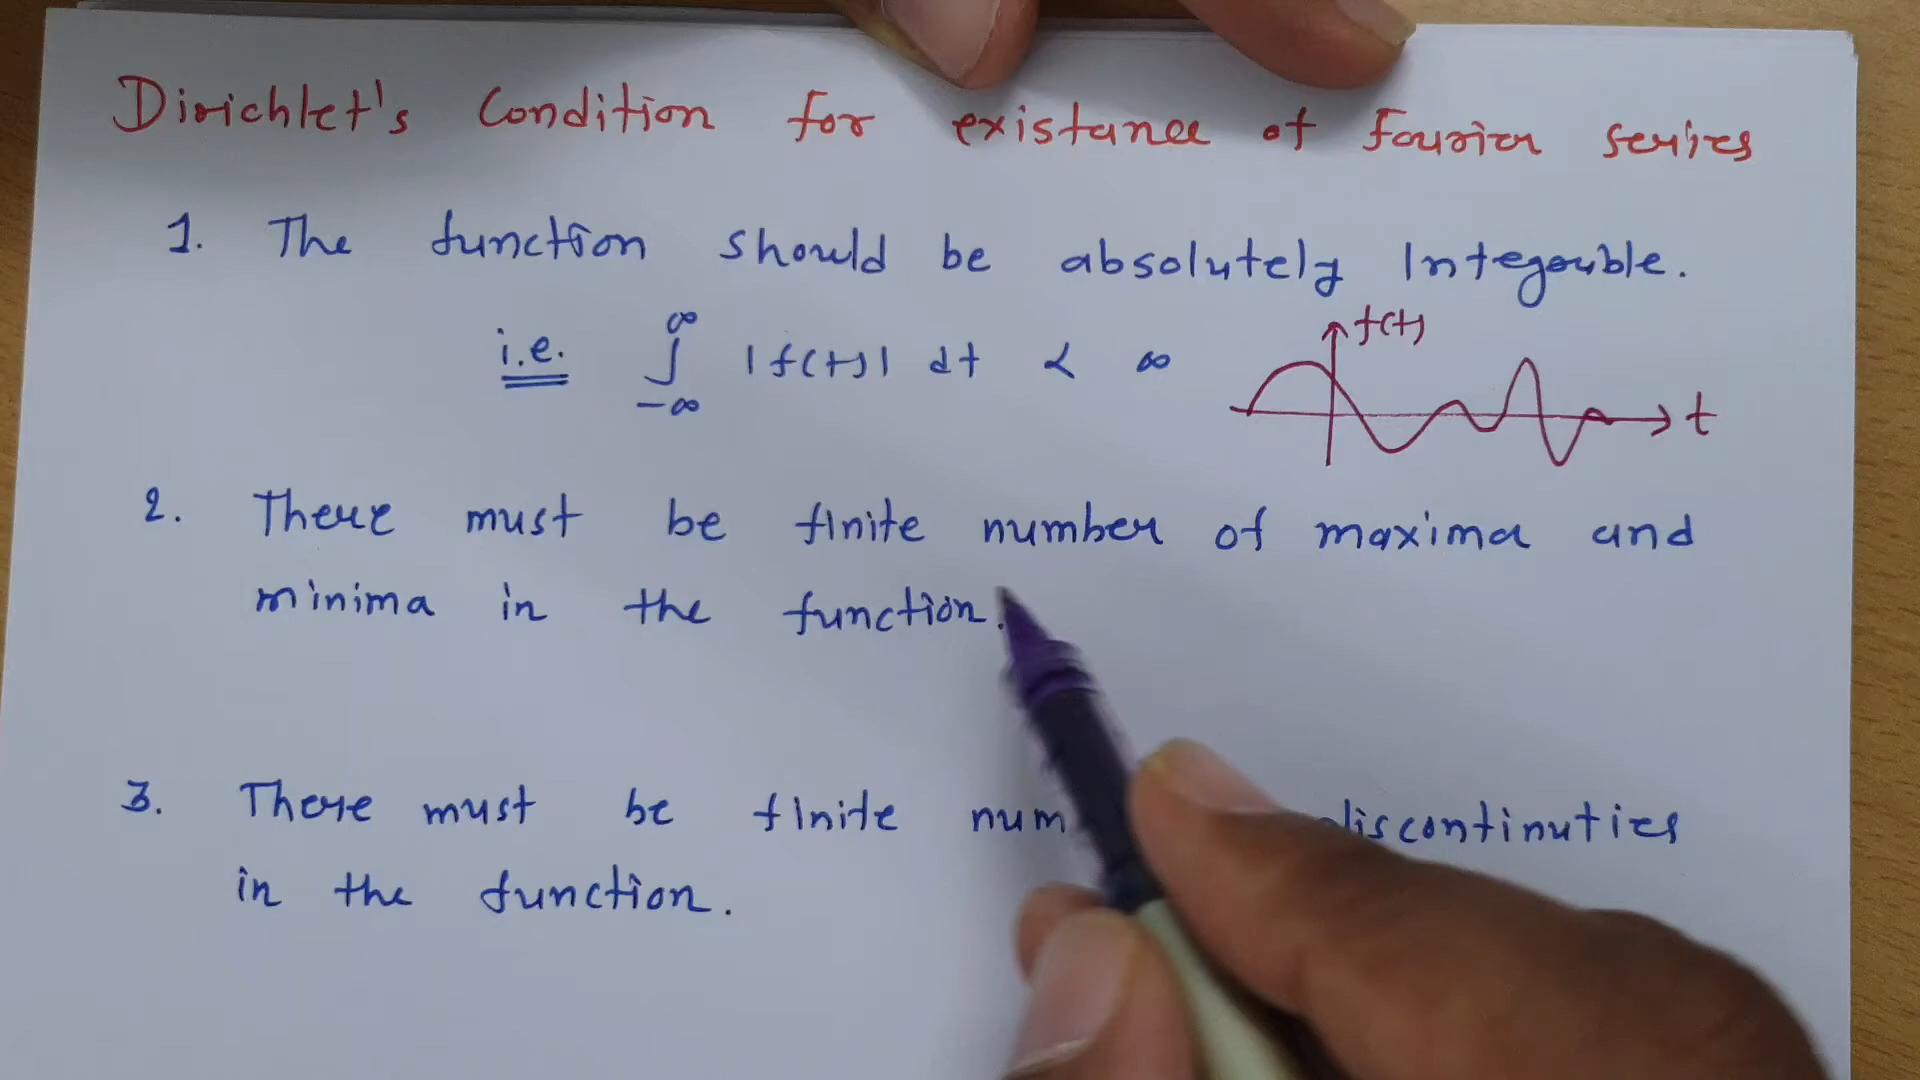 Dirichlet's Condition for existance of Fourier series
1. The function should be absolutely Integrable.
i.e. ∫_{-∞}^{∞} |f(t)| dt < ∞
f(t)
t
2. There must be finite number of maxima and
minima in the function.
3. There must be finite discontinuties
in the function.